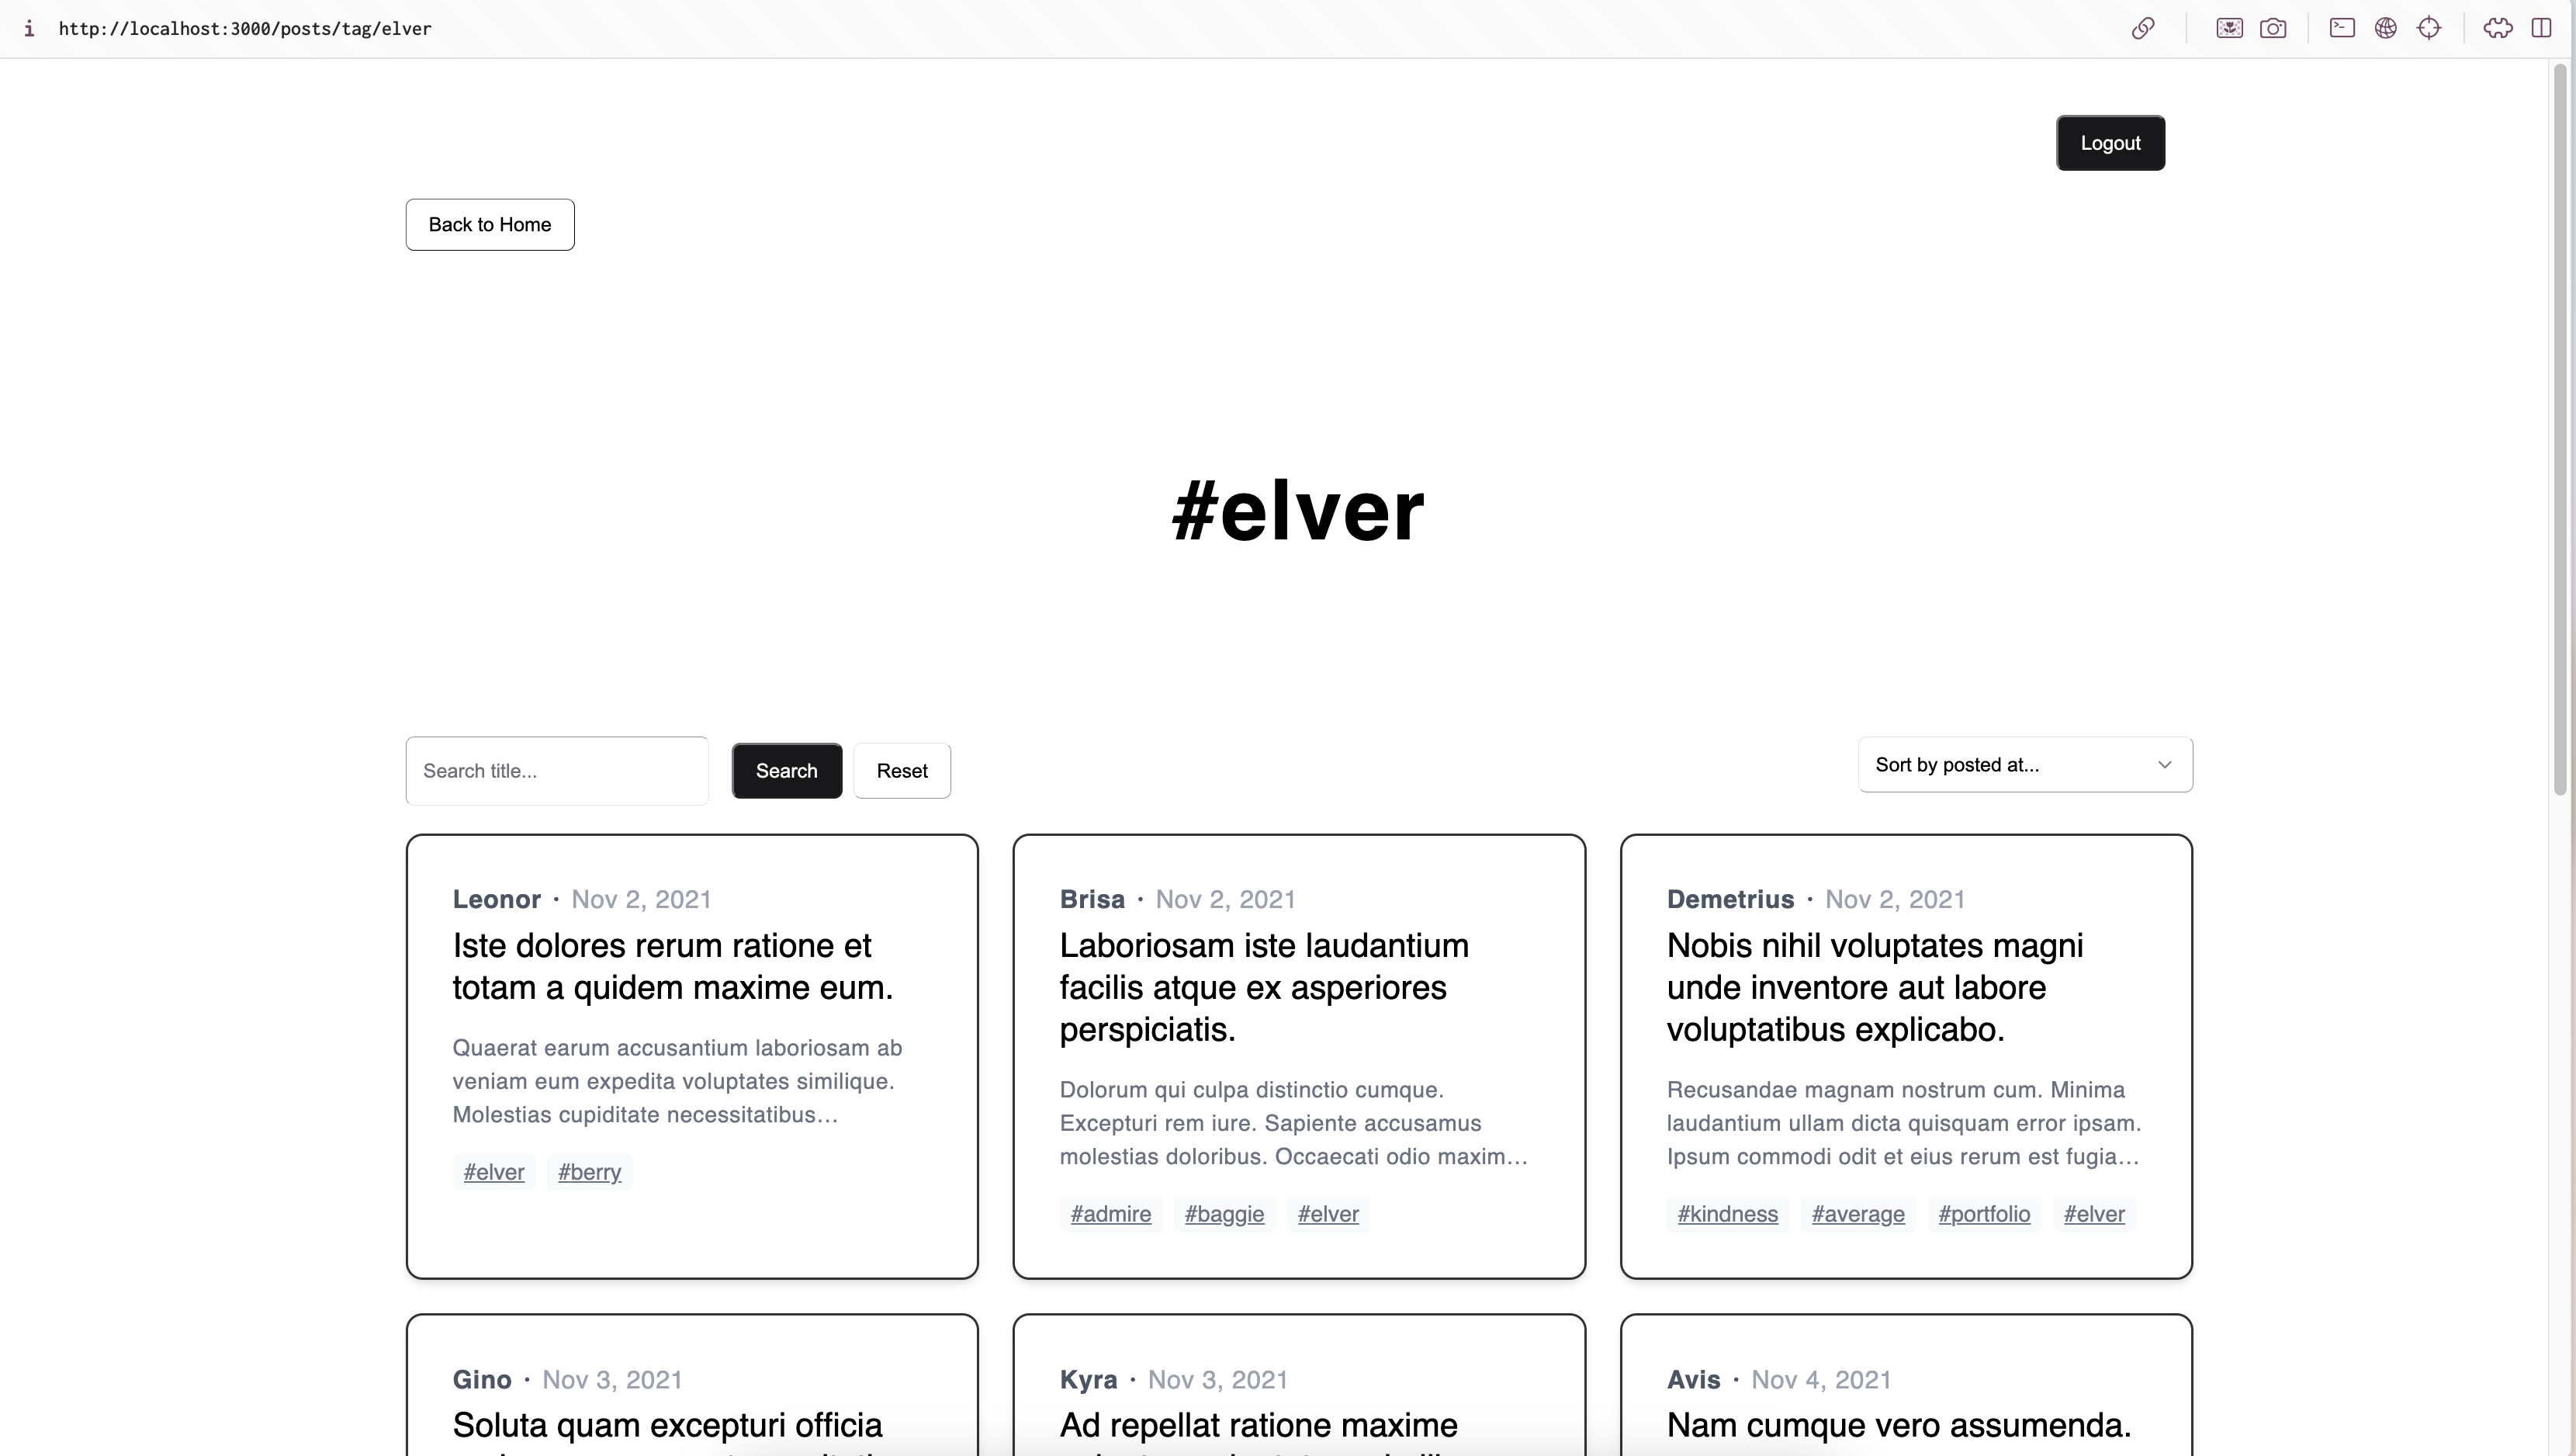 http://localhost:3000/posts/tag/elver
Logout
Back to Home
#elver
Search title...
Search
Reset
Sort by posted at...
Leonor · Nov 2, 2021
Iste dolores rerum ratione et
totam a quidem maxime eum.
Quaerat earum accusantium laboriosam ab
veniam eum expedita voluptates similique.
Molestias cupiditate necessitatibus…
#elver #berry
Brisa · Nov 2, 2021
Laboriosam iste laudantium
facilis atque ex asperiores
perspiciatis.
Dolorum qui culpa distinctio cumque.
Excepturi rem iure. Sapiente accusamus
molestias doloribus. Occaecati odio maxim…
#admire #baggie #elver
Demetrius · Nov 2, 2021
Nobis nihil voluptates magni
unde inventore aut labore
voluptatibus explicabo.
Recusandae magnam nostrum cum. Minima
laudantium ullam dicta quisquam error ipsam.
Ipsum commodi odit et eius rerum est fugia…
#kindness #average #portfolio #elver
Gino · Nov 3, 2021
Soluta quam excepturi officia
Kyra · Nov 3, 2021
Ad repellat ratione maxime
Avis · Nov 4, 2021
Nam cumque vero assumenda.